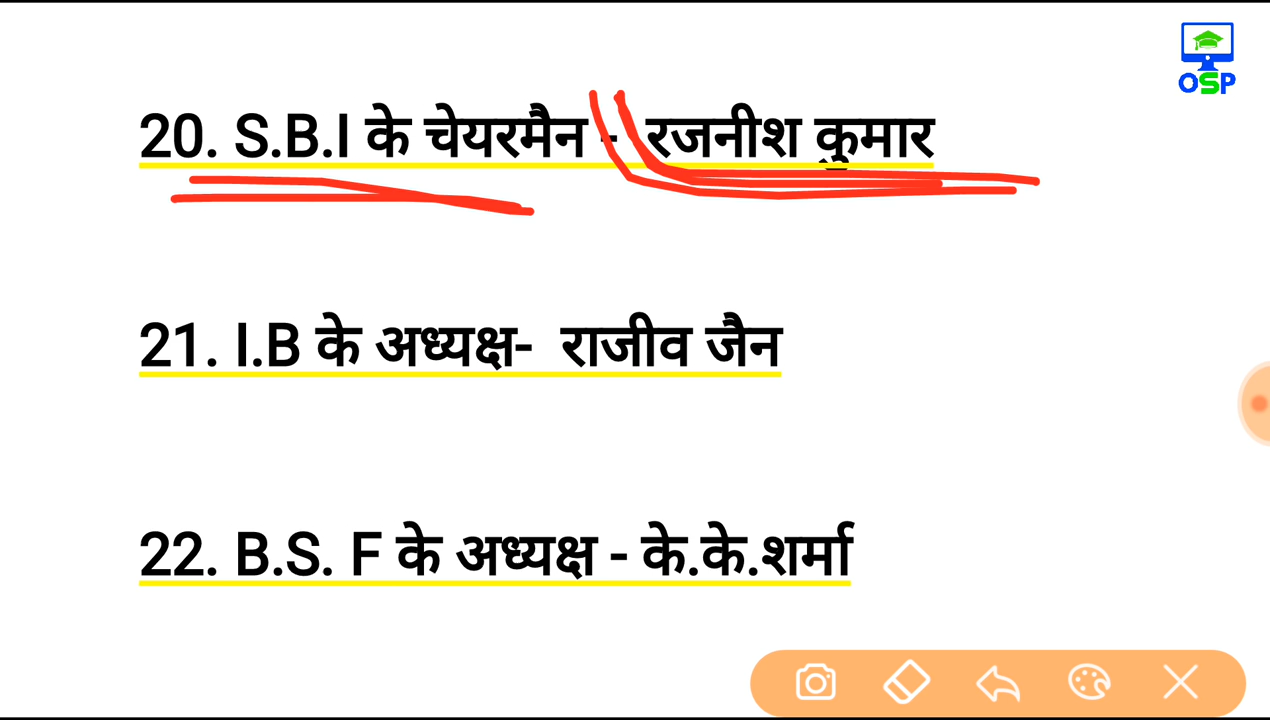 OSP
20. S.B.I के चेयरमैन - रजनीश कुमार
21. I.B के अध्यक्ष- राजीव जैन
22. B.S. F के अध्यक्ष - के.के.शर्मा